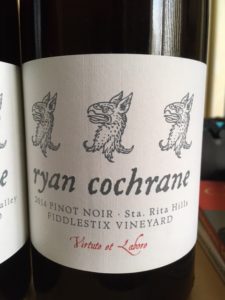 ryan cochrane
2014 PINOT NOIR · Sta. Rita Hills
FIDDLESTIX VINEYARD
Virtute et Labore